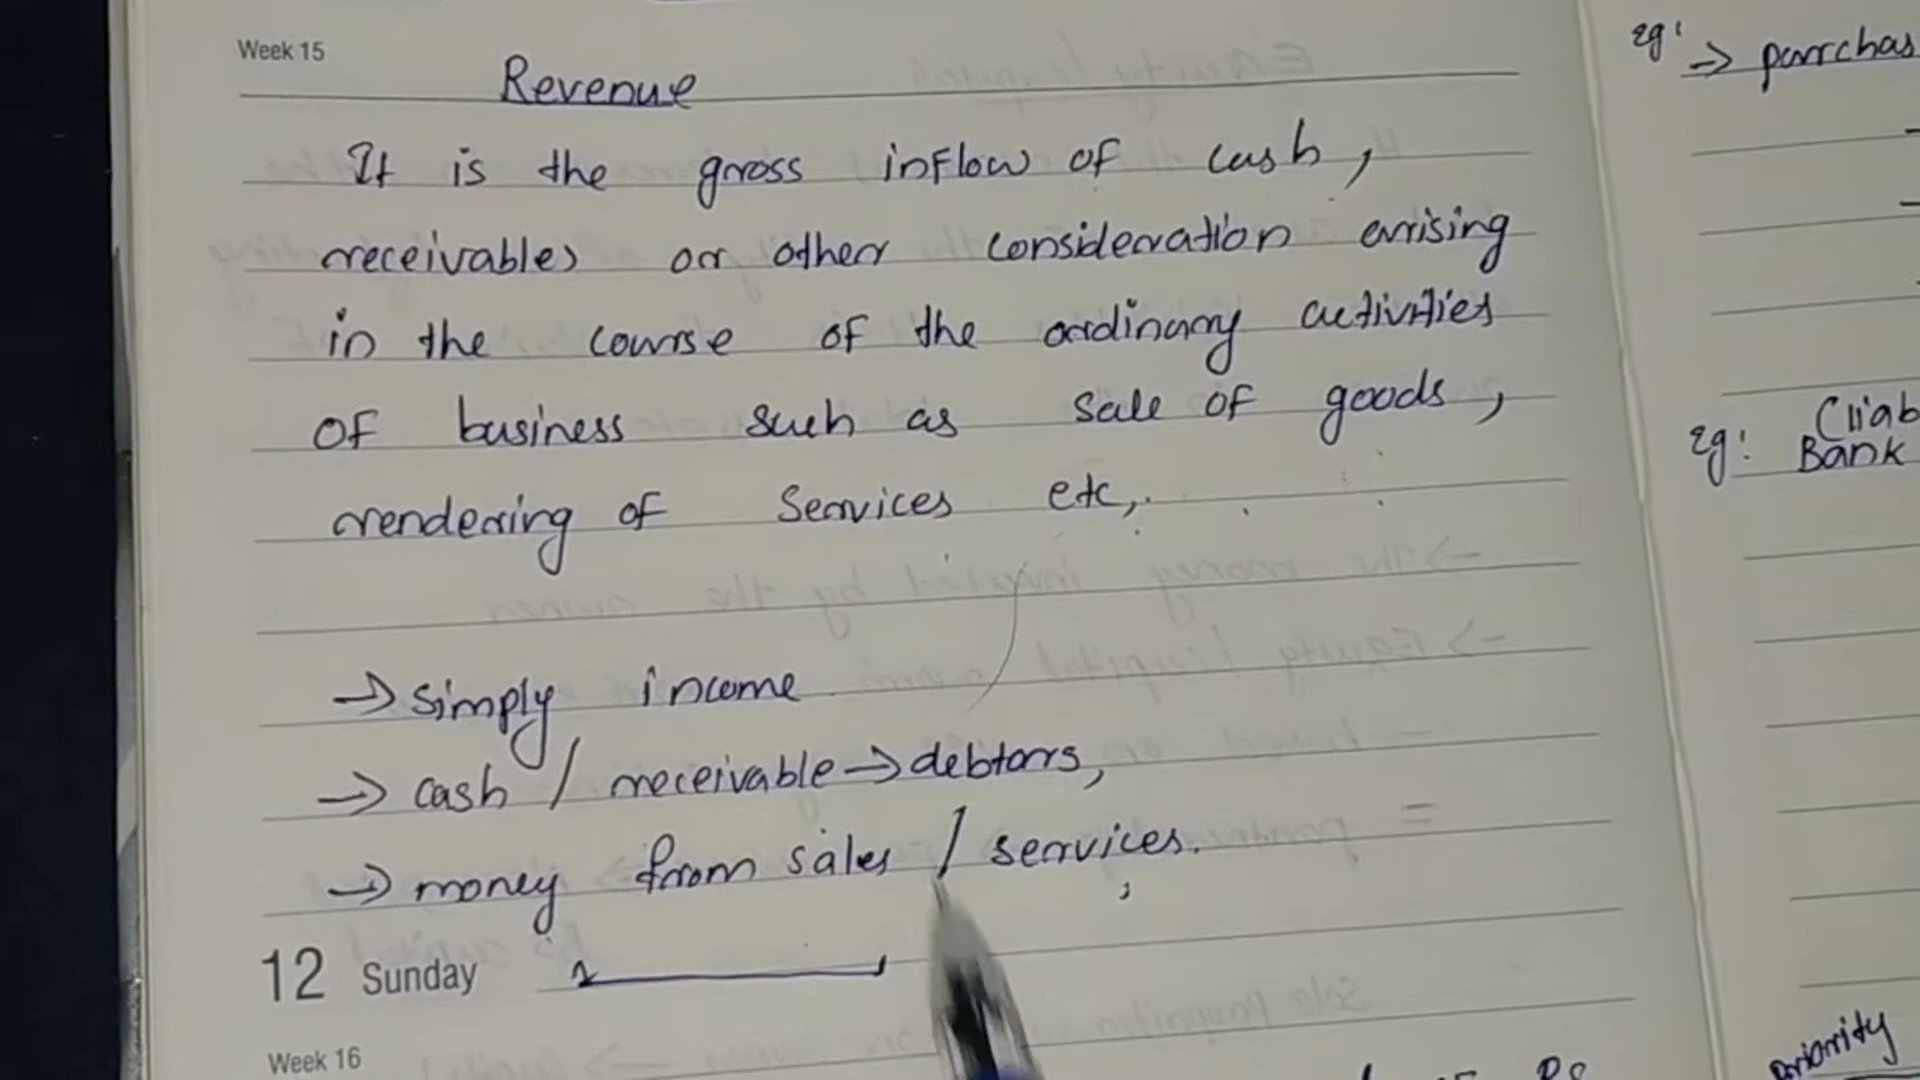 Week 15
Revenue
It is the gross inflow of cash,
receivables or other consideration arising
in the course of the ordinary activities
of business such as sale of goods,
rendering of services etc,.
→ simply income
→ cash / receivable → debtors,
→ money from sales / services.
12 Sunday
Week 16
eg: → purchas
eg: Bank
Priority